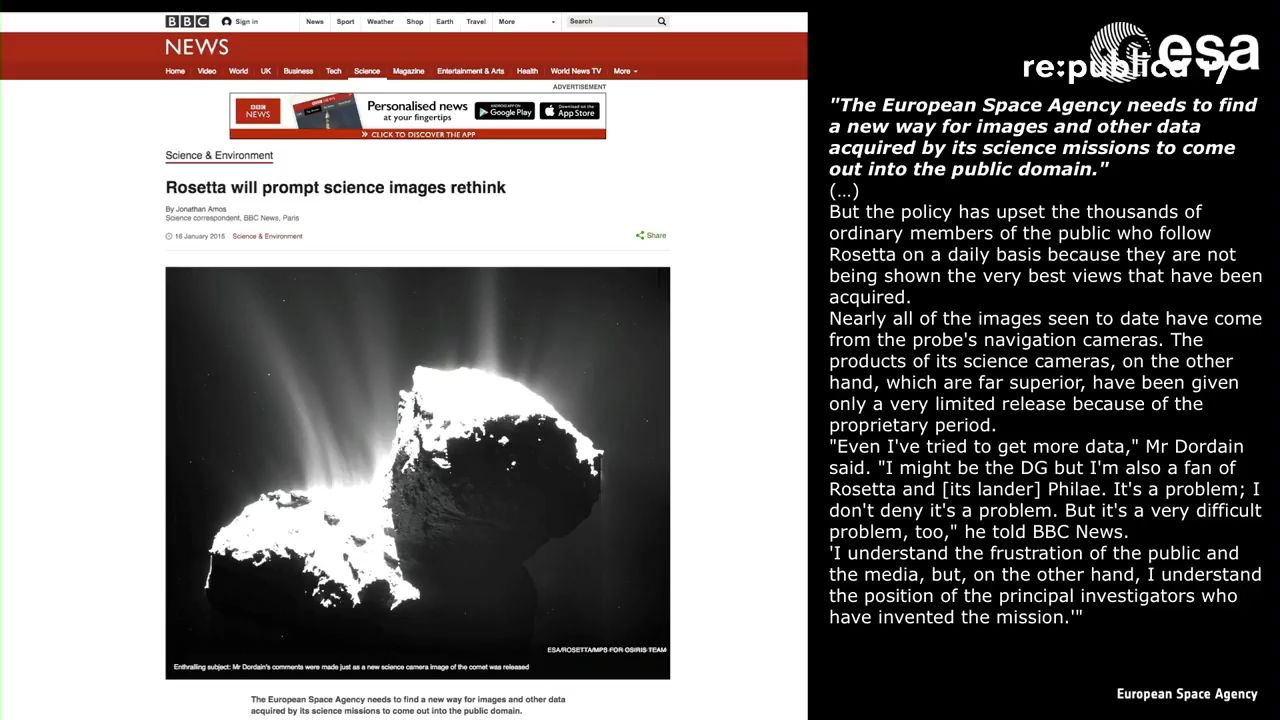 BBC Sign in News Sport Weather Shop Earth Travel More Search
NEWS
Home Video World UK Business Tech Science Magazine Entertainment & Arts Health World News TV More
ADVERTISEMENT
BBC
NEWS
Personalised news
at your fingertips
ANDROID APP ON
Google Play
Download on the
App Store
» CLICK TO DISCOVER THE APP
Science & Environment
Rosetta will prompt science images rethink
By Jonathan Amos
Science correspondent, BBC News, Paris
16 January 2015 Science & Environment
Share
ESA/ROSETTA/MPS FOR OSIRIS TEAM
Enthralling subject: Mr Dordain's comments were made just as a new science camera image of the comet was released
The European Space Agency needs to find a new way for images and other data
acquired by its science missions to come out into the public domain.
esa
re:publica 17
"The European Space Agency needs to find
a new way for images and other data
acquired by its science missions to come
out into the public domain."
(...)
But the policy has upset the thousands of
ordinary members of the public who follow
Rosetta on a daily basis because they are not
being shown the very best views that have been
acquired.
Nearly all of the images seen to date have come
from the probe's navigation cameras. The
products of its science cameras, on the other
hand, which are far superior, have been given
only a very limited release because of the
proprietary period.
"Even I've tried to get more data," Mr Dordain
said. "I might be the DG but I'm also a fan of
Rosetta and [its lander] Philae. It's a problem; I
don't deny it's a problem. But it's a very difficult
problem, too," he told BBC News.
'I understand the frustration of the public and
the media, but, on the other hand, I understand
the position of the principal investigators who
have invented the mission.'"
European Space Agency